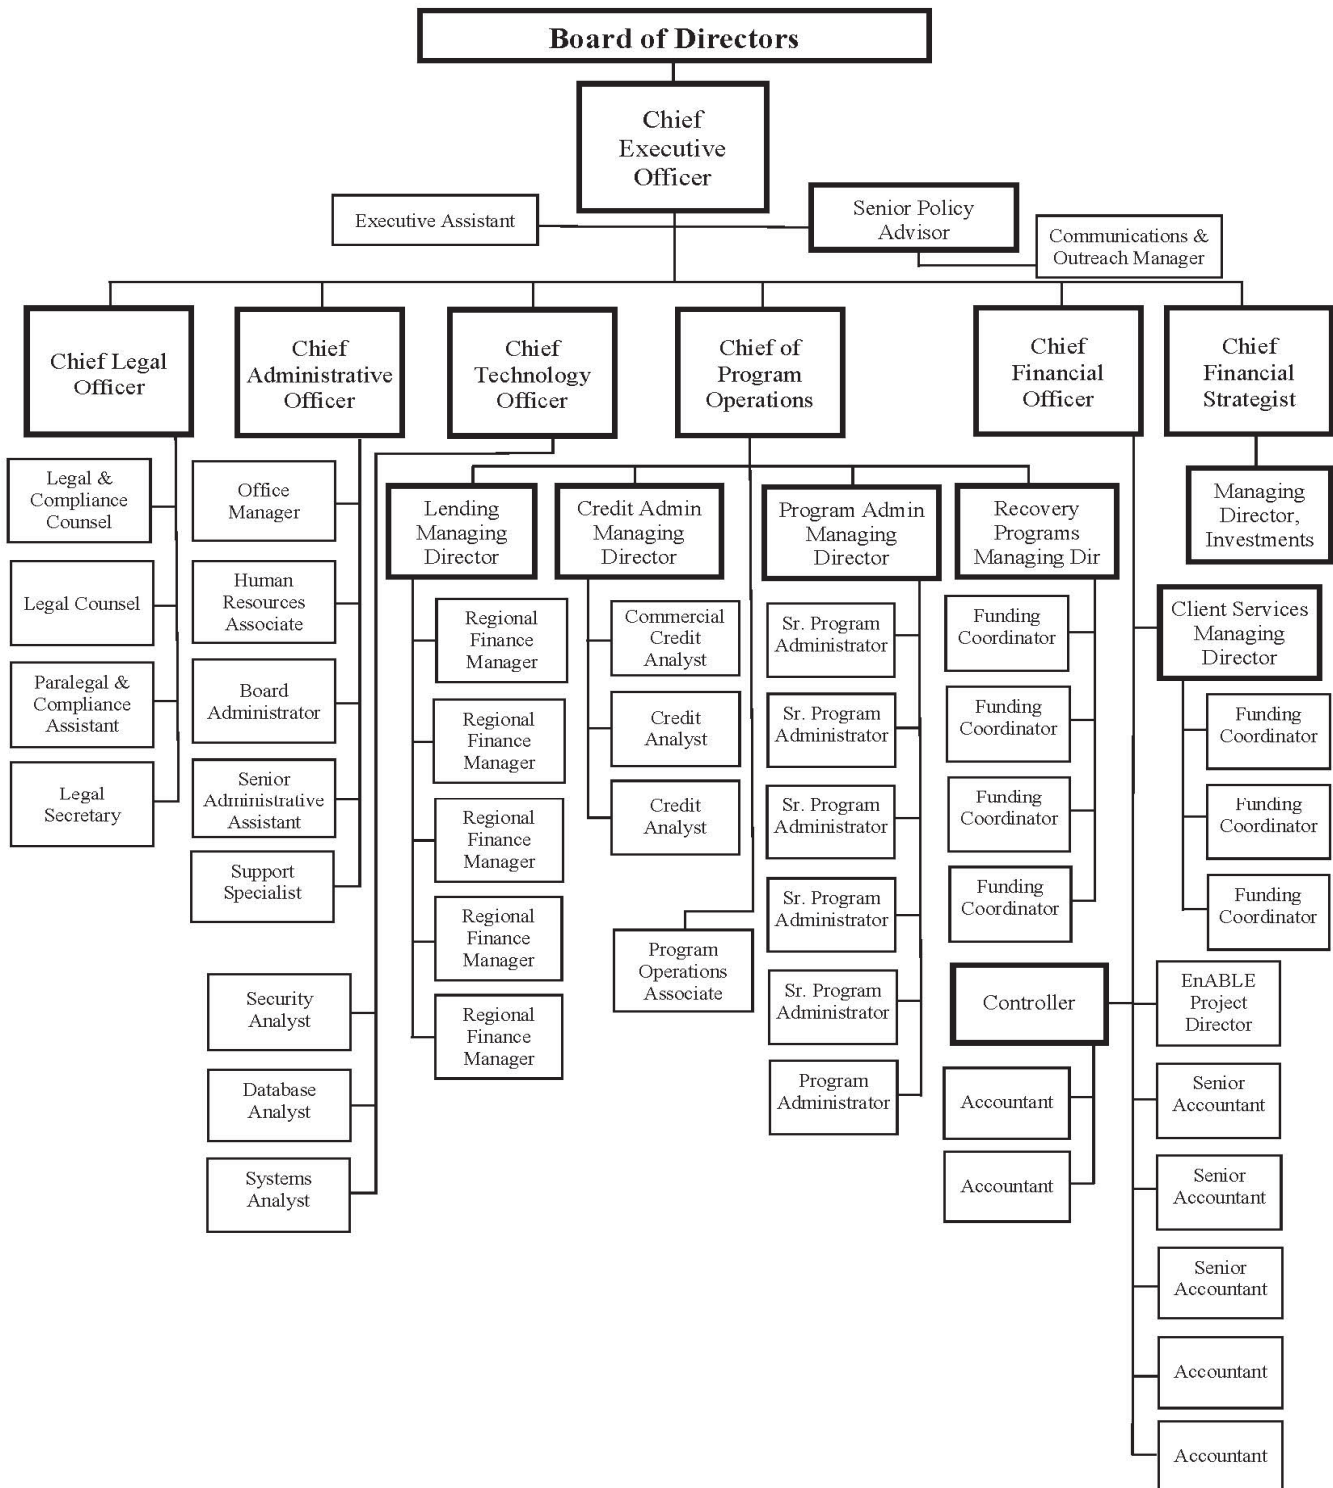 Board of Directors
Chief
Executive
Officer
Executive Assistant
Senior Policy
Advisor
Communications &
Outreach Manager
Chief Legal
Officer
Chief
Administrative
Officer
Chief
Technology
Officer
Chief of
Program
Operations
Chief
Financial
Officer
Chief
Financial
Strategist
Legal &
Compliance
Counsel
Legal Counsel
Paralegal &
Compliance
Assistant
Legal
Secretary
Office
Manager
Human
Resources
Associate
Board
Administrator
Senior
Administrative
Assistant
Support
Specialist
Security
Analyst
Database
Analyst
Systems
Analyst
Lending
Managing
Director
Regional
Finance
Manager
Regional
Finance
Manager
Regional
Finance
Manager
Regional
Finance
Manager
Regional
Finance
Manager
Credit Admin
Managing
Director
Commercial
Credit
Analyst
Credit
Analyst
Credit
Analyst
Program
Operations
Associate
Program Admin
Managing
Director
Sr. Program
Administrator
Sr. Program
Administrator
Sr. Program
Administrator
Sr. Program
Administrator
Sr. Program
Administrator
Program
Administrator
Recovery
Programs
Managing Dir
Funding
Coordinator
Funding
Coordinator
Funding
Coordinator
Funding
Coordinator
Controller
Accountant
Accountant
Managing
Director,
Investments
Client Services
Managing
Director
Funding
Coordinator
Funding
Coordinator
Funding
Coordinator
EnABLE
Project
Director
Senior
Accountant
Senior
Accountant
Senior
Accountant
Accountant
Accountant